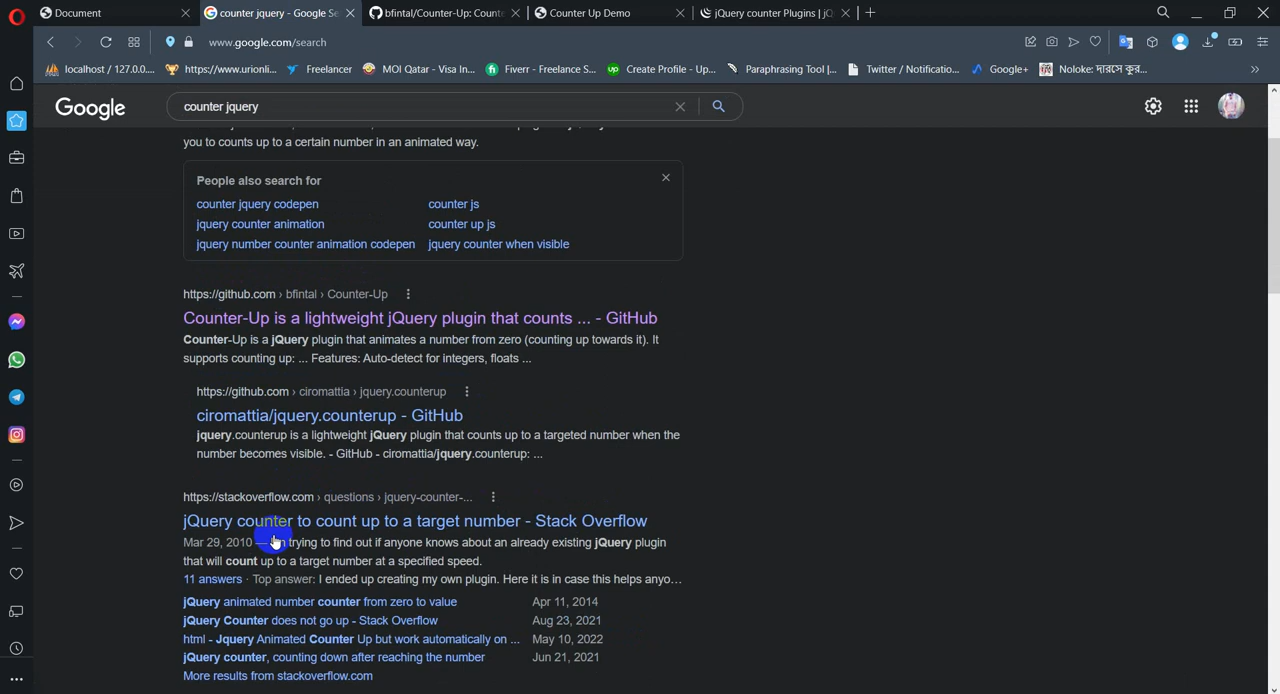 Document
counter jquery - Google Se
bfintal/Counter-Up: Counte
Counter Up Demo
jQuery counter Plugins | jQ
www.google.com/search
localhost / 127.0.0....
https://www.urionli...
Freelancer
MOI Qatar - Visa In...
Fiverr - Freelance S...
Create Profile - Up...
Paraphrasing Tool |...
Twitter / Notificatio...
Google+
Noloke: দারসে কুর...
Google
counter jquery
you to counts up to a certain number in an animated way.
People also search for
counter jquery codepen
counter js
jquery counter animation
counter up js
jquery number counter animation codepen
jquery counter when visible
https://github.com › bfintal › Counter-Up
Counter-Up is a lightweight jQuery plugin that counts ... - GitHub
Counter-Up is a jQuery plugin that animates a number from zero (counting up towards it). It
supports counting up: ... Features: Auto-detect for integers, floats ...
https://github.com › ciromattia › jquery.counterup
ciromattia/jquery.counterup - GitHub
jquery.counterup is a lightweight jQuery plugin that counts up to a targeted number when the
number becomes visible. - GitHub - ciromattia/jquery.counterup: ...
https://stackoverflow.com › questions › jquery-counter-...
jQuery counter to count up to a target number - Stack Overflow
Mar 29, 2010 — trying to find out if anyone knows about an already existing jQuery plugin
that will count up to a target number at a specified speed.
11 answers · Top answer: I ended up creating my own plugin. Here it is in case this helps anyo...
jQuery animated number counter from zero to value Apr 11, 2014
jQuery Counter does not go up - Stack Overflow Aug 23, 2021
html - Jquery Animated Counter Up but work automatically on ... May 10, 2022
jQuery counter, counting down after reaching the number Jun 21, 2021
More results from stackoverflow.com